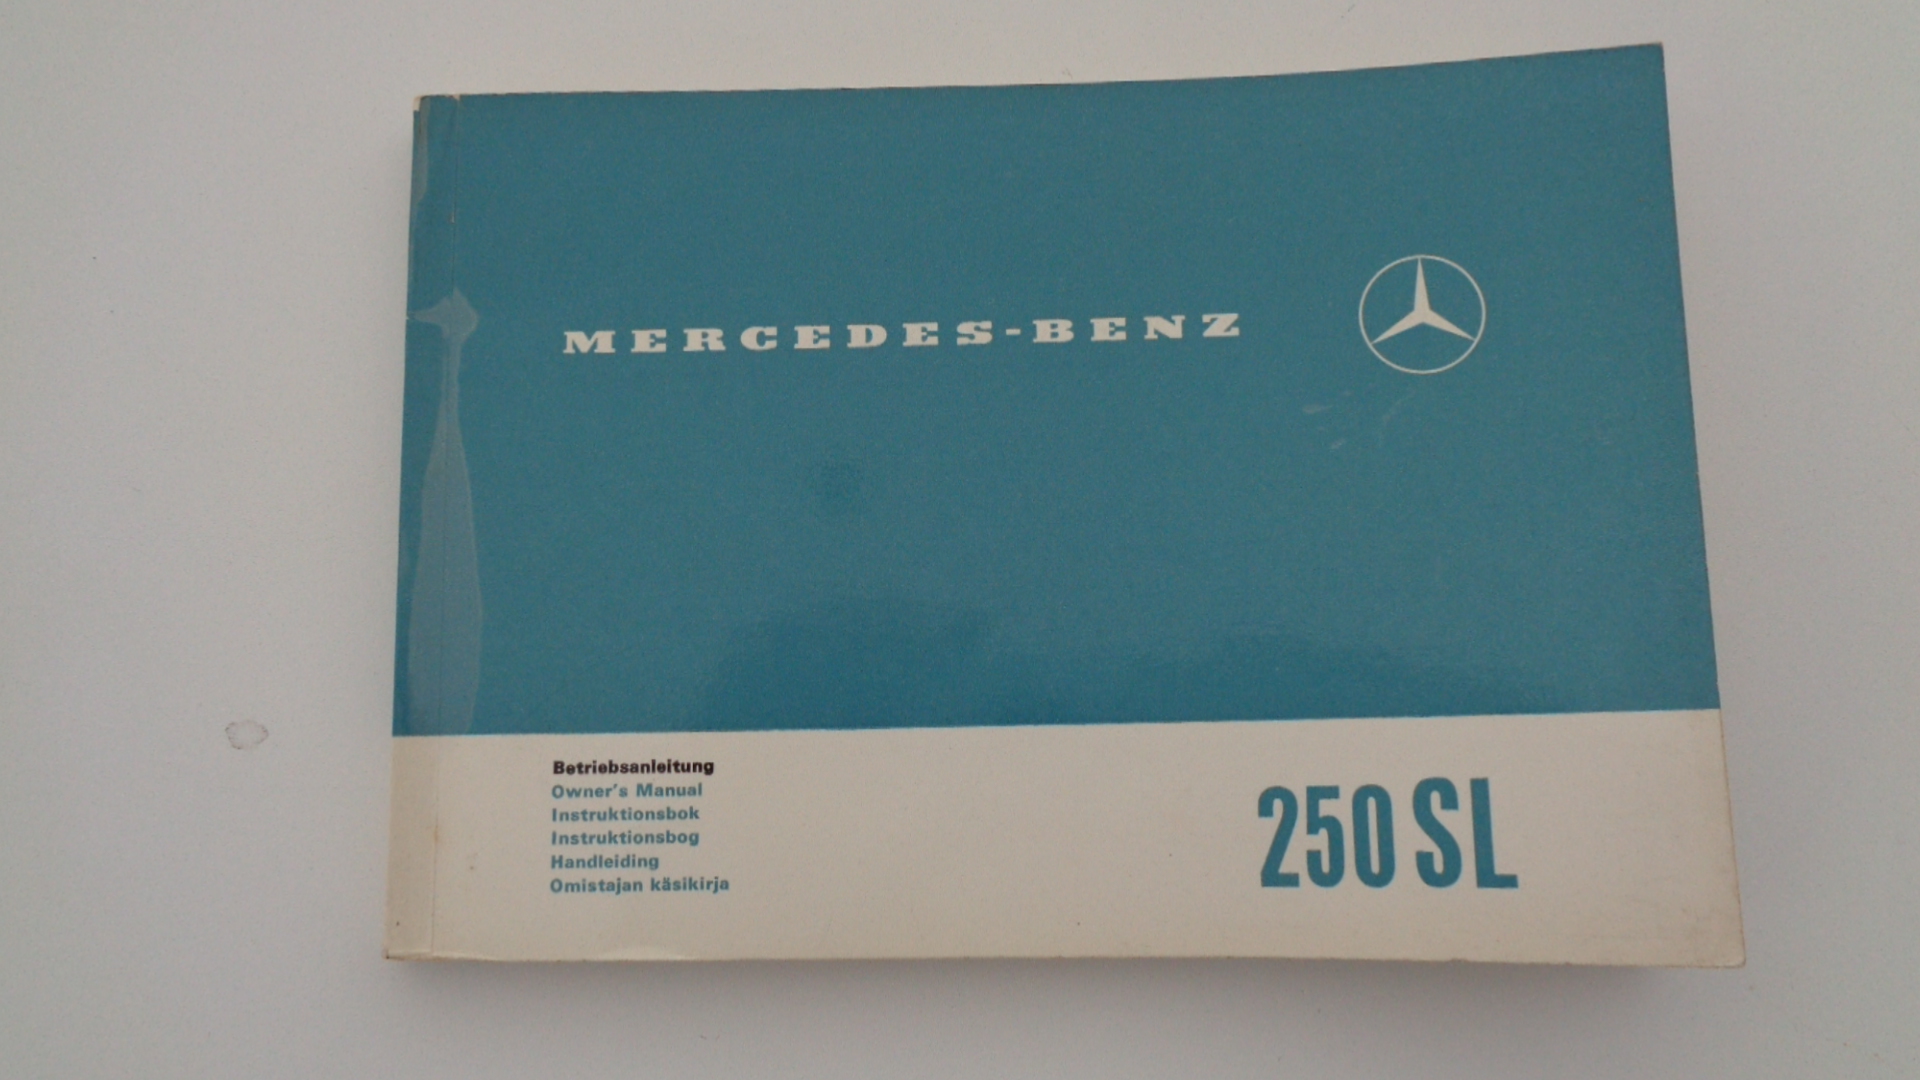 MERCEDES-BENZ
Betriebsanleitung
Owner's Manual
Instruktionsbok
Instruktionsbog
Handleiding
Omistajan käsikirja
250 SL